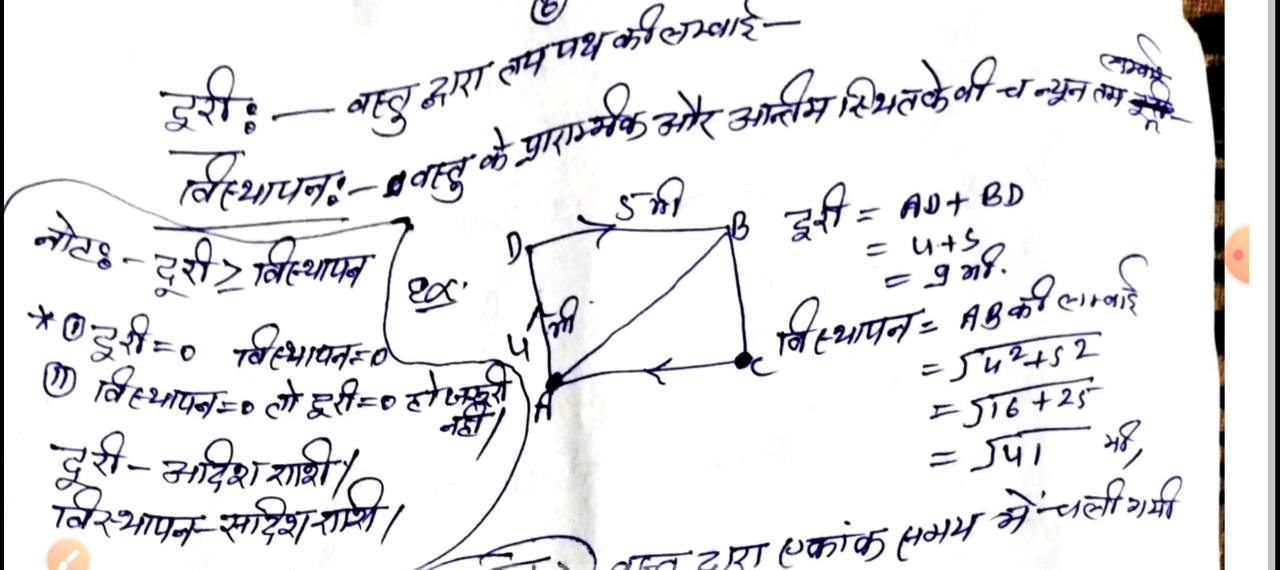 6
दूरी:— वस्तु द्वारा तय पथ की लम्बाई—
विस्थापन:— वस्तु के प्रारम्भीक और अन्तीम स्थित के बीच न्यूनतम लम्बाई
नोट:- दूरी ≥ विस्थापन
* (i) दूरी=0 विस्थापन=0
(ii) विस्थापन=0 तो दूरी=0 हो जरूरी
नहीं/
दूरी- अदिश राशी/
विस्थापन- सादिश राशी/
ex.
5 मी
D
B
4 मी
A
C
दूरी = AD + BD
= 4+5
= 9 मी.
विस्थापन = AB की लम्बाई
= √4²+5²
= √16+25
= √41 मी,
वस्तु द्वारा एकांक समय में चली गयी